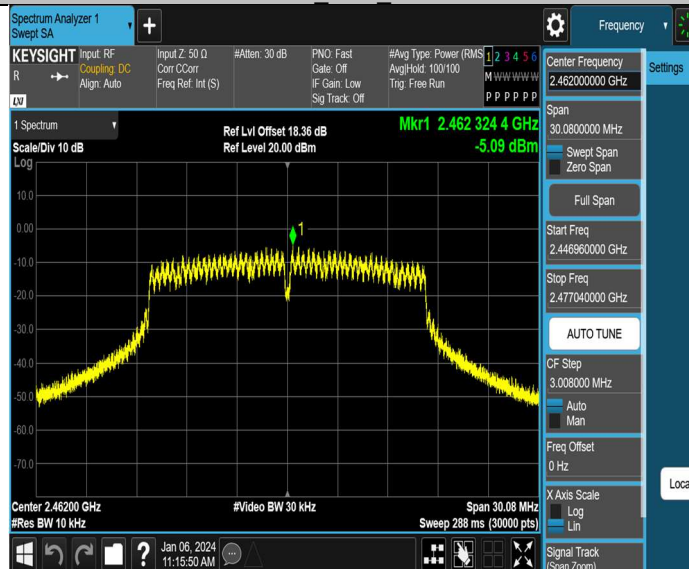 Spectrum Analyzer 1
Swept SA
Frequency
KEYSIGHT
R
LXI
Input: RF
Coupling: DC
Align: Auto
Input Z: 50 Ω
Corr CCorr
Freq Ref: Int (S)
#Atten: 30 dB
PNO: Fast
Gate: Off
IF Gain: Low
Sig Track: Off
#Avg Type: Power (RMS
Avg|Hold: 100/100
Trig: Free Run
1 2 3 4 5 6
M W W W W W
P P P P P P
Center Frequency
2.462000000 GHz
Settings
Span
30.0800000 MHz
Swept Span
Zero Span
Full Span
Start Freq
2.446960000 GHz
Stop Freq
2.477040000 GHz
AUTO TUNE
CF Step
3.008000 MHz
Auto
Man
Freq Offset
0 Hz
X Axis Scale
Log
Lin
Signal Track
(Span Zoom)
Loca
1 Spectrum
Scale/Div 10 dB
Log
Ref Lvl Offset 18.36 dB
Ref Level 20.00 dBm
Mkr1 2.462 324 4 GHz
-5.09 dBm
10.0
0.00
-10.0
-20.0
-30.0
-40.0
-50.0
-60.0
-70.0
1
Center 2.46200 GHz
#Res BW 10 kHz
#Video BW 30 kHz
Span 30.08 MHz
Sweep 288 ms (30000 pts)
?
Jan 06, 2024
11:15:50 AM